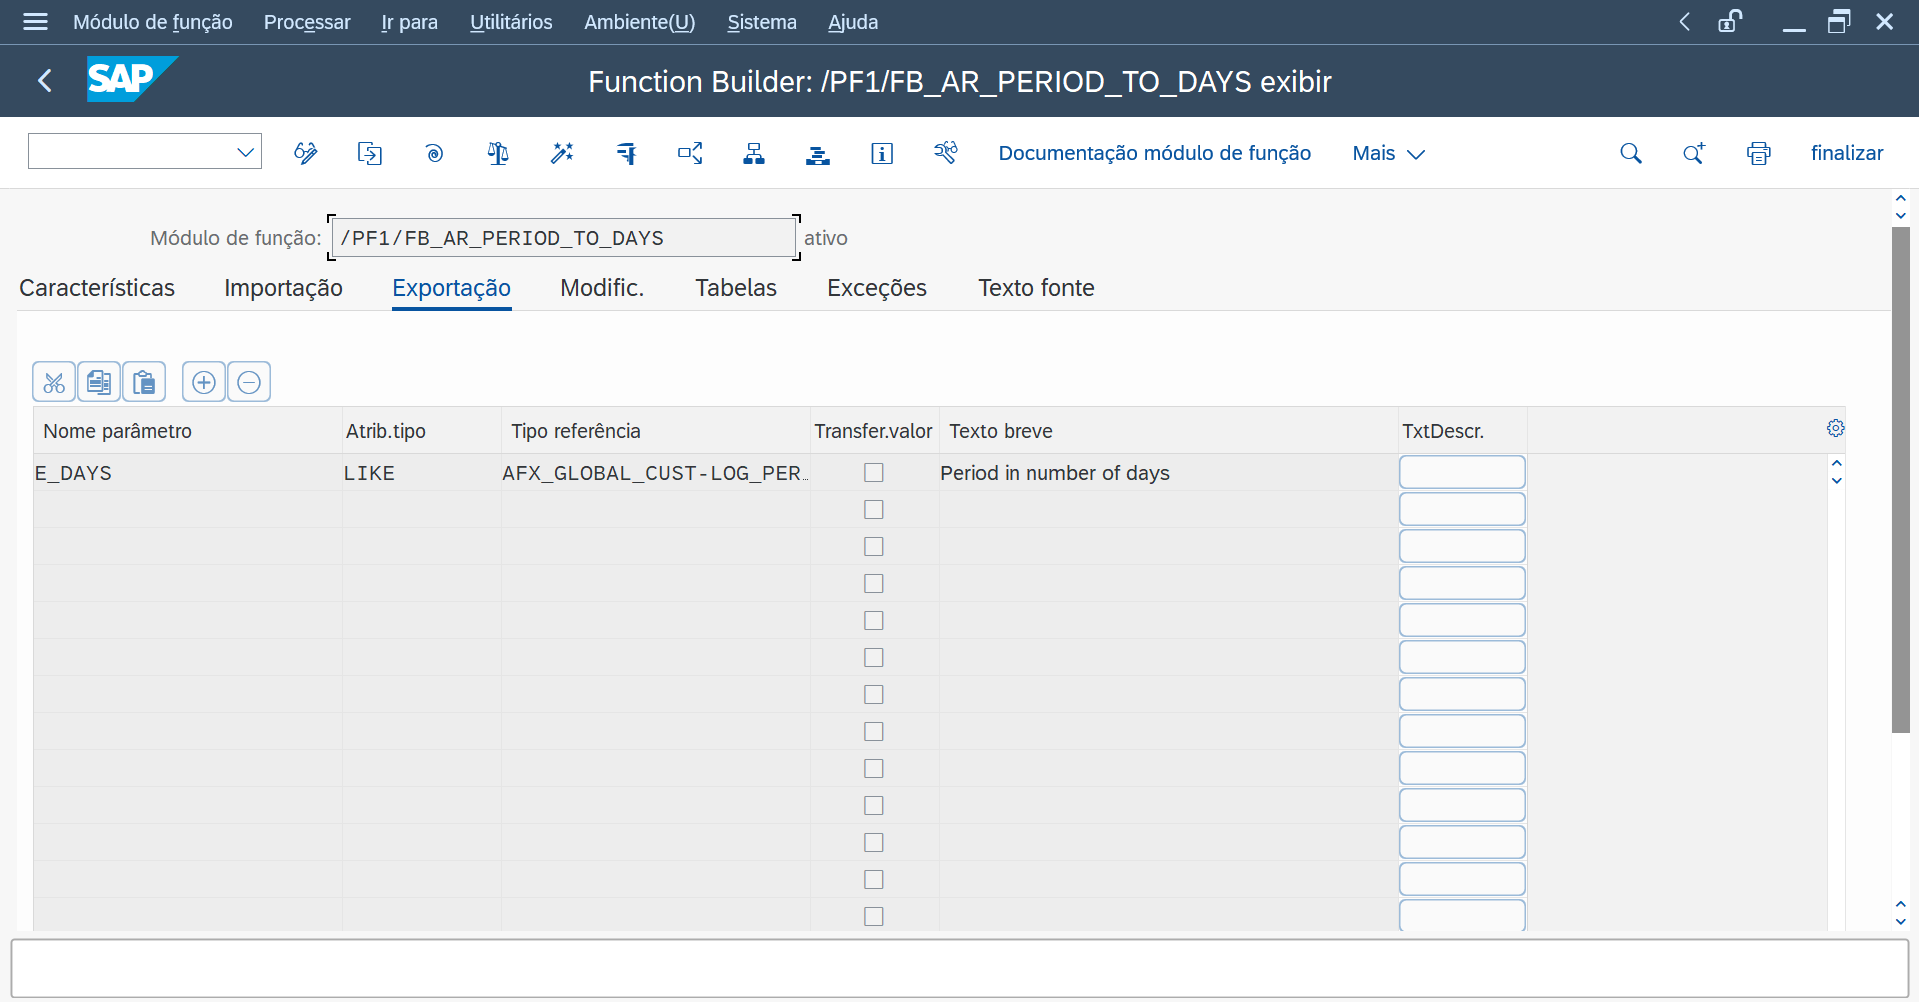 Módulo de função Processar Ir para Utilitários Ambiente(U) Sistema Ajuda
SAP Function Builder: /PF1/FB_AR_PERIOD_TO_DAYS exibir
Documentação módulo de função Mais finalizar
Módulo de função: /PF1/FB_AR_PERIOD_TO_DAYS ativo
Características Importação Exportação Modific. Tabelas Exceções Texto fonte
Nome parâmetro Atrib.tipo Tipo referência Transfer.valor Texto breve TxtDescr.
E_DAYS LIKE AFX_GLOBAL_CUST-LOG_PER… Period in number of days